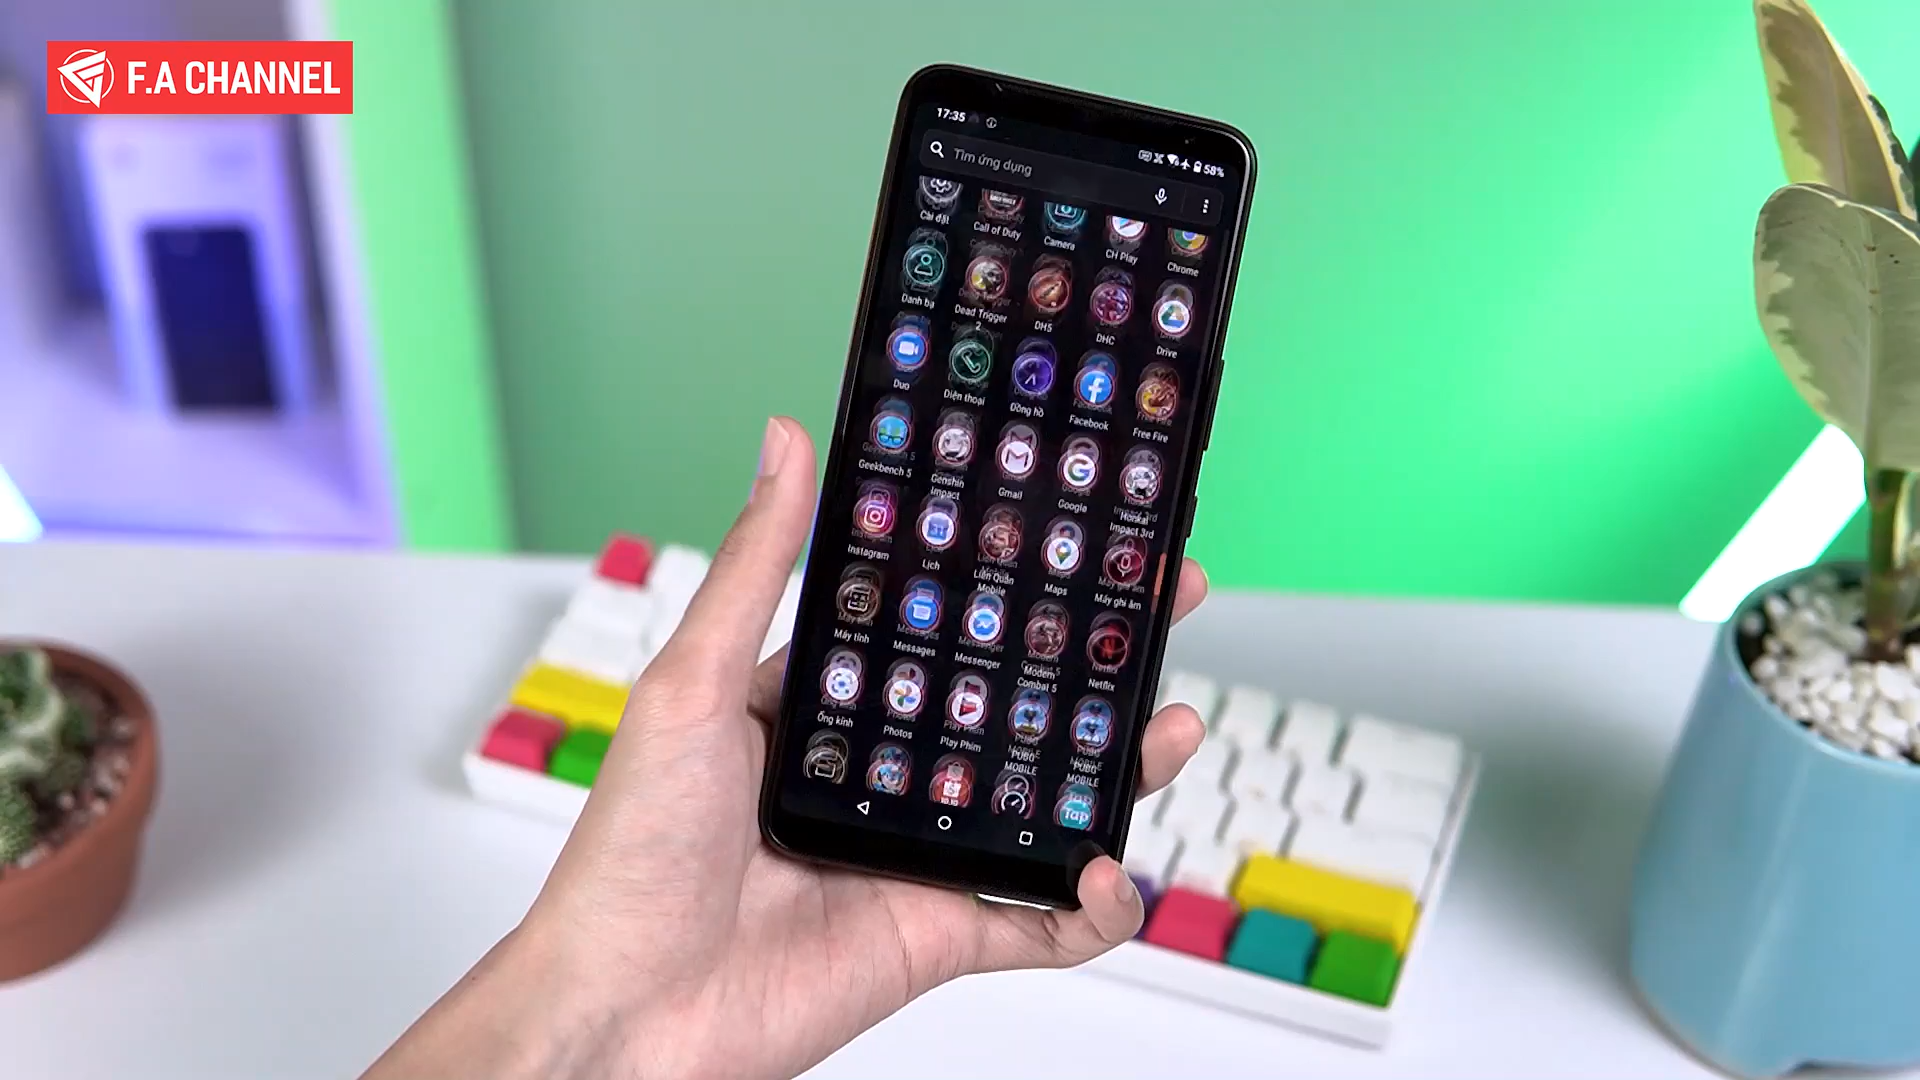 F.A CHANNEL
17:35
58%
Tìm ứng dụng
Cài đặt
Call of Duty
Camera
CH Play
Chrome
Danh bạ
Dead Trigger
2
DH5
DHC
Drive
Duo
Điện thoại
Đồng hồ
Facebook
Free Fire
Geekbench 5
Genshin
Impact
Gmail
Google
Honkai
Impact 3rd
Instagram
Lịch
Liên Quân
Mobile
Maps
Máy ghi âm
Máy tính
Messages
Messenger
Modern
Combat 5
Netflix
Ống kính
Photos
Play Phim
PUBG
MOBILE
PUBG
MOBILE
10.10
Tap